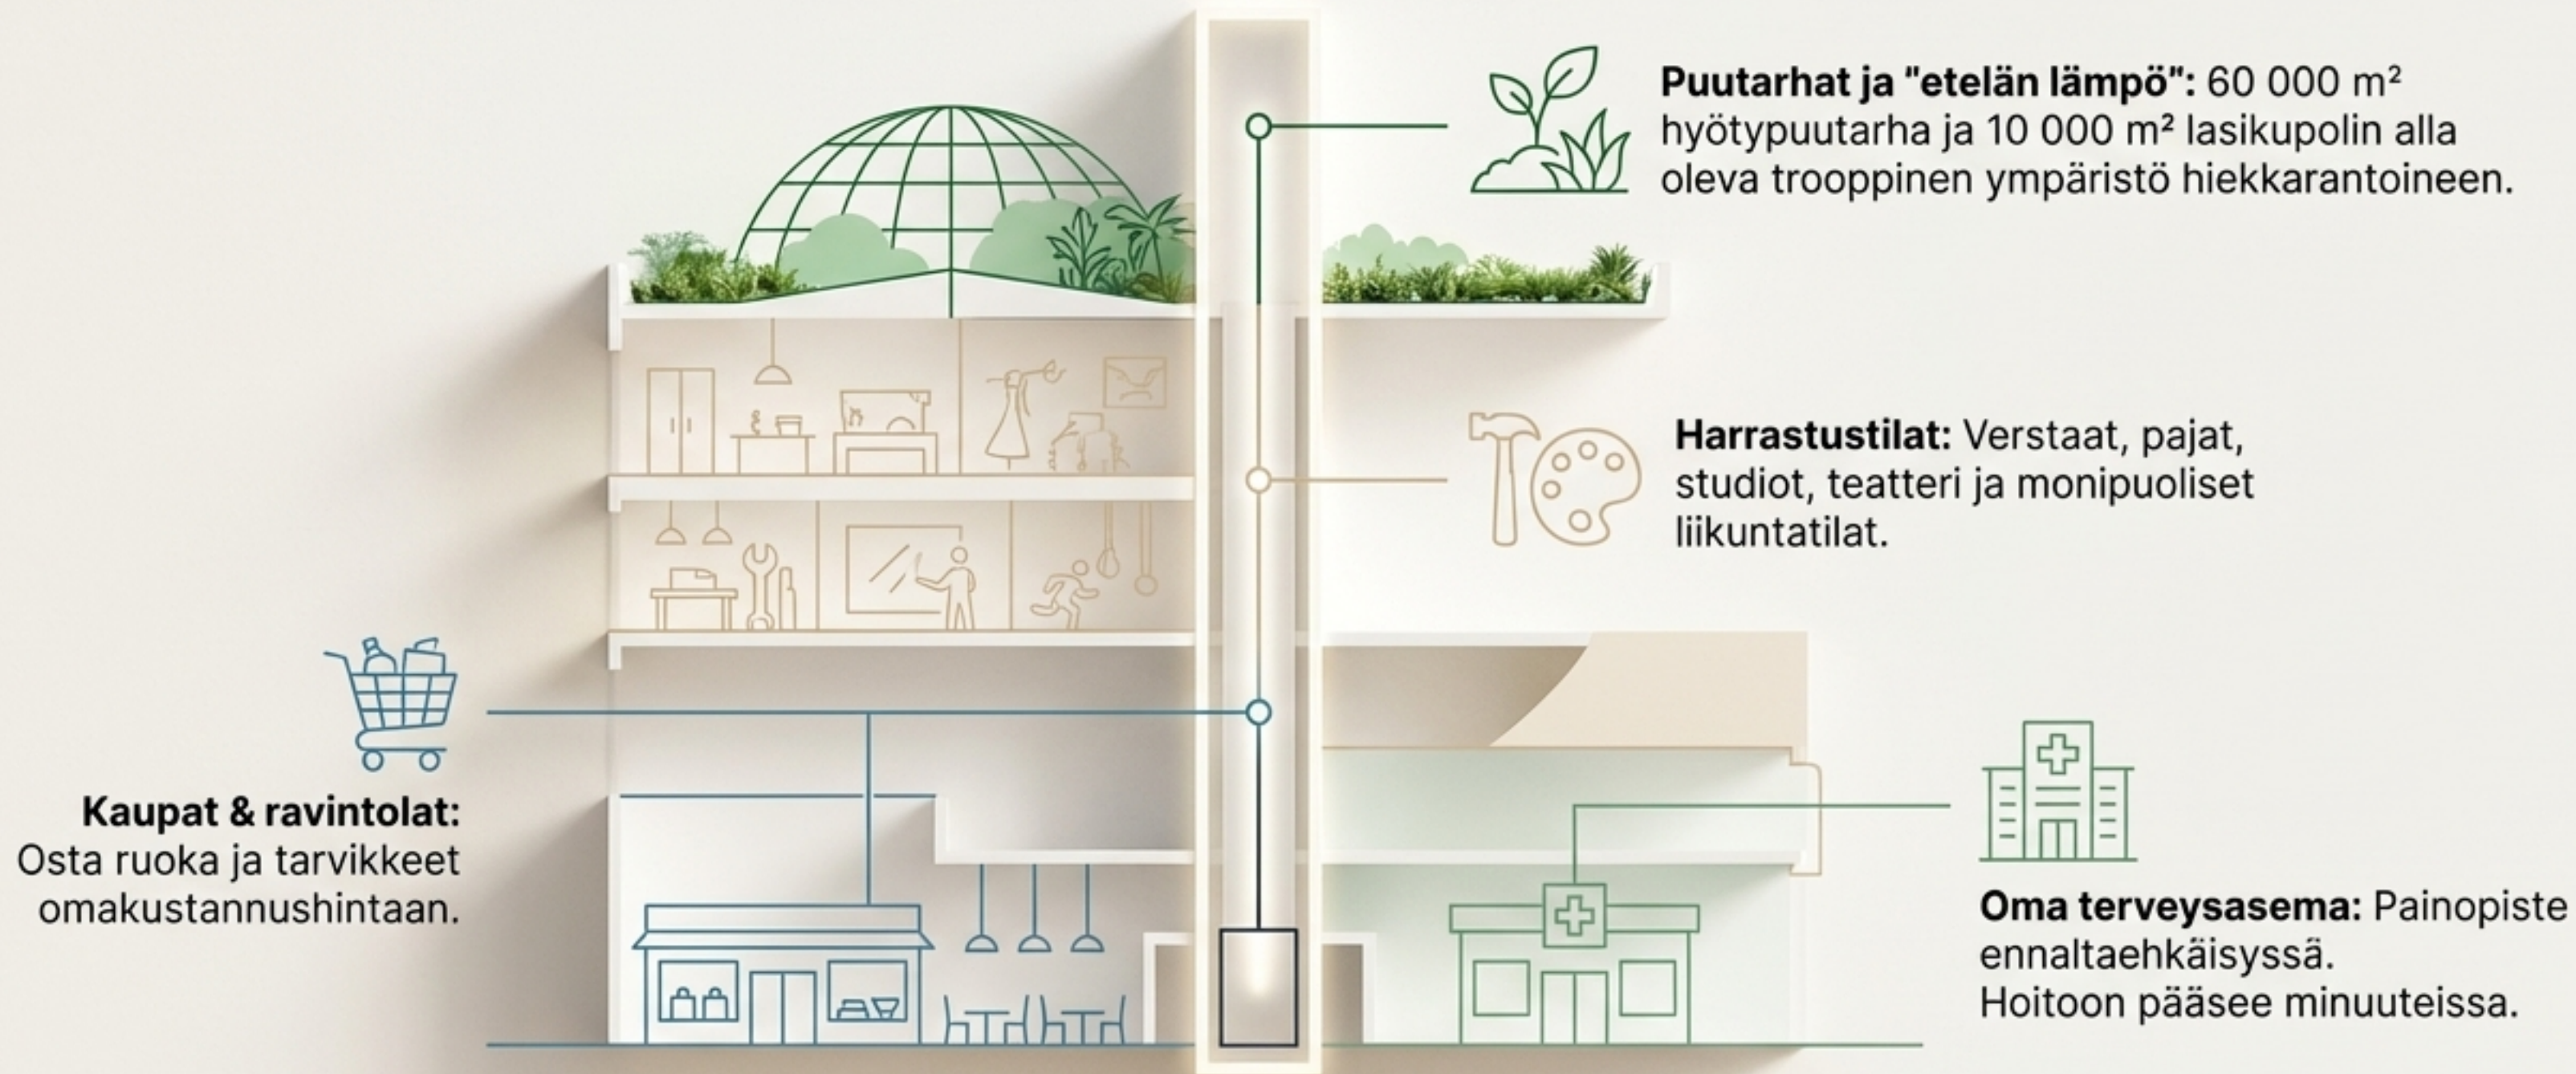 Puutarhat ja "etelän lämpö": 60 000 m²
hyötypuutarha ja 10 000 m² lasikupolin alla
oleva trooppinen ympäristö hiekkarantoineen.
Harrastustilat: Verstaat, pajat,
studiot, teatteri ja monipuoliset
liikuntatilat.
Kaupat & ravintolat:
Osta ruoka ja tarvikkeet
omakustannushintaan.
Oma terveysasema: Painopiste
ennaltaehkäisyssä.
Hoitoon pääsee minuuteissa.